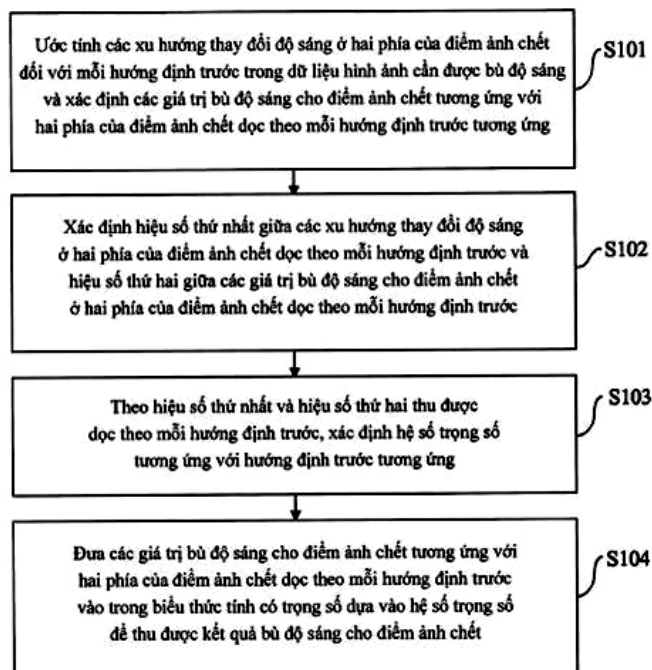 Ước tính các xu hướng thay đổi độ sáng ở hai phía của điểm ảnh chết
đối với mỗi hướng định trước trong dữ liệu hình ảnh cần được bù độ sáng
và xác định các giá trị bù độ sáng cho điểm ảnh chết tương ứng với
hai phía của điểm ảnh chết dọc theo mỗi hướng định trước tương ứng
S101
Xác định hiệu số thứ nhất giữa các xu hướng thay đổi độ sáng
ở hai phía của điểm ảnh chết dọc theo mỗi hướng định trước và
hiệu số thứ hai giữa các giá trị bù độ sáng cho điểm ảnh chết
ở hai phía của điểm ảnh chết dọc theo mỗi hướng định trước
S102
Theo hiệu số thứ nhất và hiệu số thứ hai thu được
dọc theo mỗi hướng định trước, xác định hệ số trọng số
tương ứng với hướng định trước tương ứng
S103
Đưa các giá trị bù độ sáng cho điểm ảnh chết tương ứng với
hai phía của điểm ảnh chết dọc theo mỗi hướng định trước
vào trong biểu thức tính có trọng số dựa vào hệ số trọng số
để thu được kết quả bù độ sáng cho điểm ảnh chết
S104